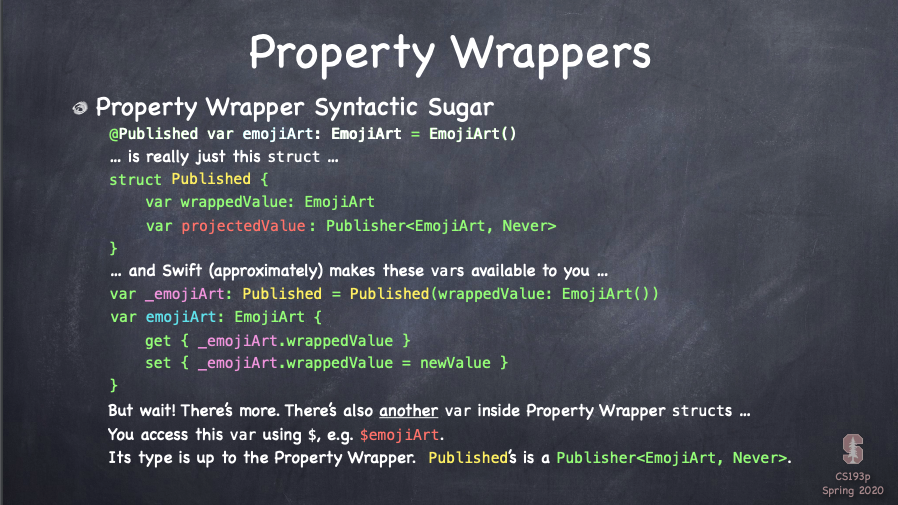 Property Wrappers
Property Wrapper Syntactic Sugar
@Published var emojiArt: EmojiArt = EmojiArt()
... is really just this struct ...
struct Published {
    var wrappedValue: EmojiArt
    var projectedValue: Publisher<EmojiArt, Never>
}
... and Swift (approximately) makes these vars available to you ...
var _emojiArt: Published = Published(wrappedValue: EmojiArt())
var emojiArt: EmojiArt {
    get { _emojiArt.wrappedValue }
    set { _emojiArt.wrappedValue = newValue }
}
But wait! There's more. There's also another var inside Property Wrapper structs ...
You access this var using $, e.g. $emojiArt.
Its type is up to the Property Wrapper. Published's is a Publisher<EmojiArt, Never>.
CS193p
Spring 2020